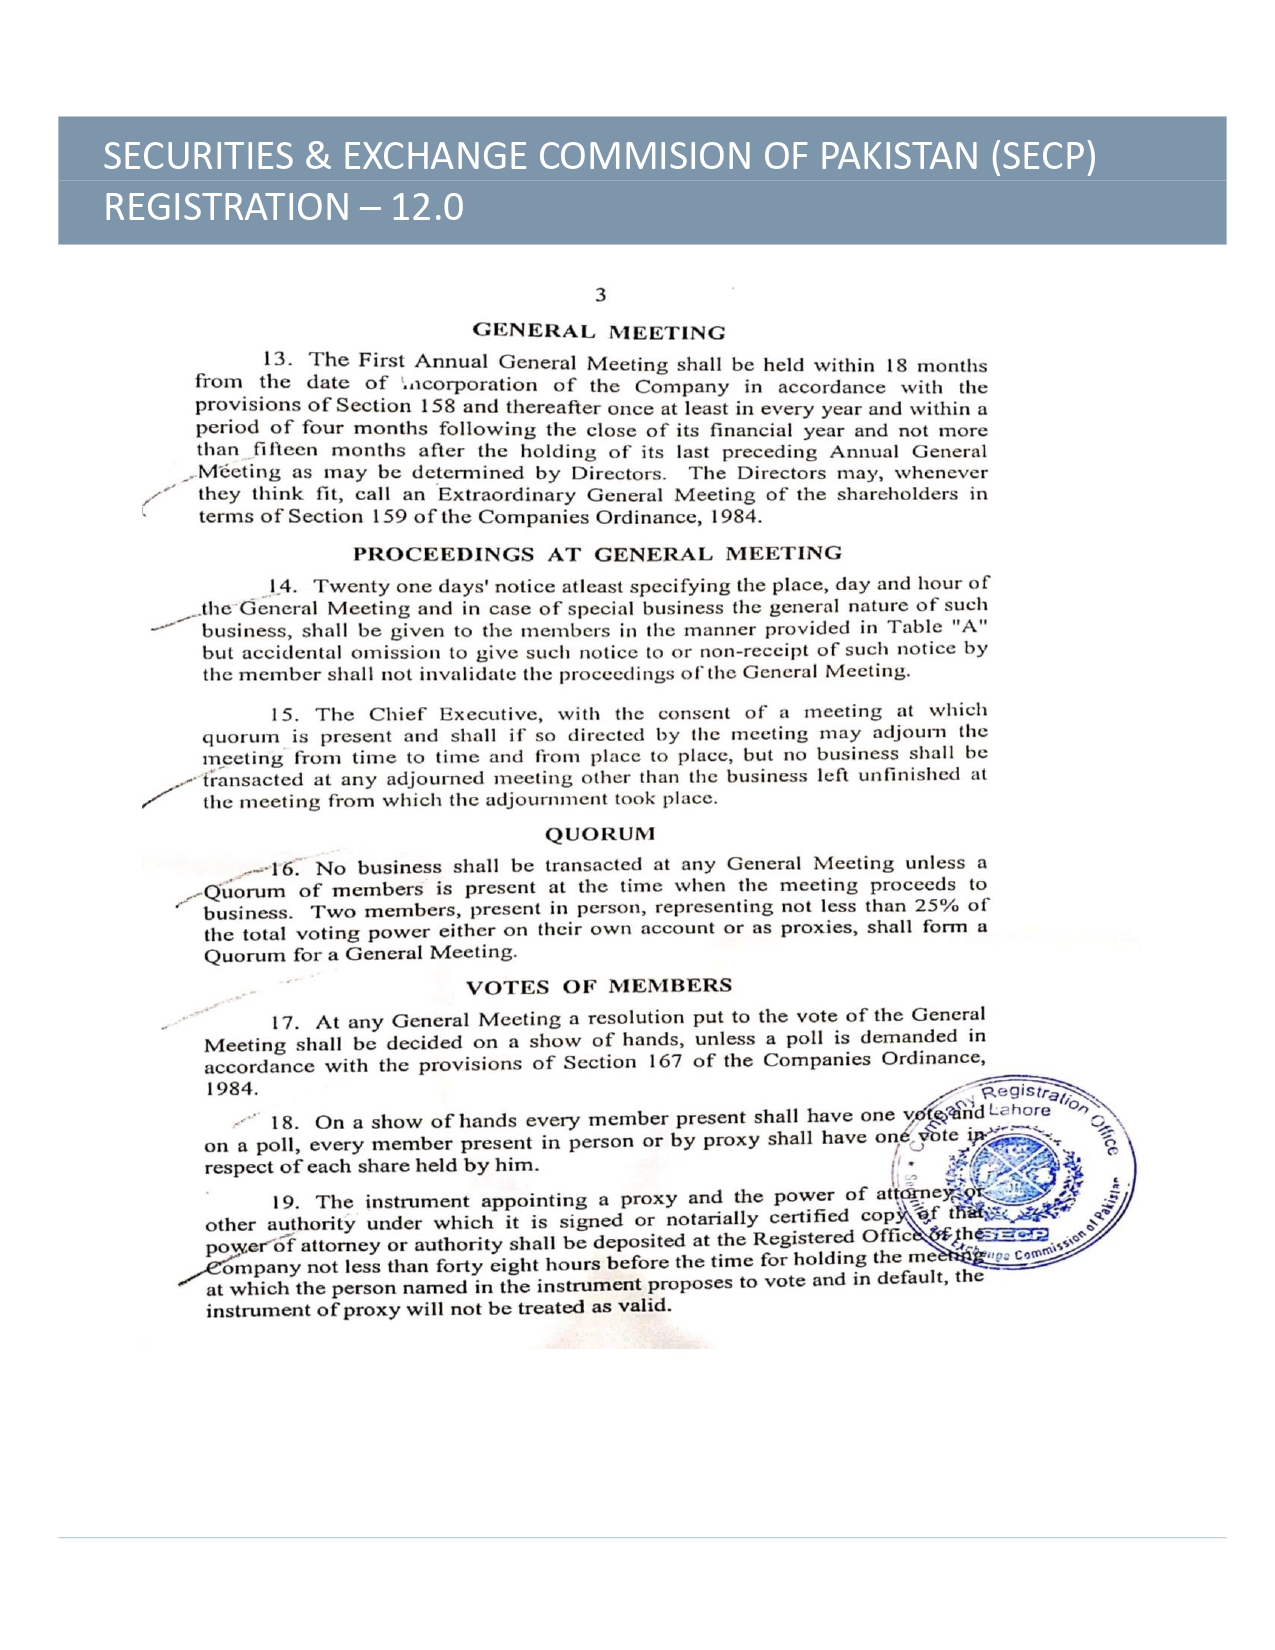 SECURITIES & EXCHANGE COMMISION OF PAKISTAN (SECP)
REGISTRATION – 12.0
3
GENERAL MEETING
13. The First Annual General Meeting shall be held within 18 months
from the date of incorporation of the Company in accordance with the
provisions of Section 158 and thereafter once at least in every year and within a
period of four months following the close of its financial year and not more
than fifteen months after the holding of its last preceding Annual General
Meeting as may be determined by Directors. The Directors may, whenever
they think fit, call an Extraordinary General Meeting of the shareholders in
terms of Section 159 of the Companies Ordinance, 1984.
PROCEEDINGS AT GENERAL MEETING
14. Twenty one days' notice atleast specifying the place, day and hour of
the General Meeting and in case of special business the general nature of such
business, shall be given to the members in the manner provided in Table "A"
but accidental omission to give such notice to or non-receipt of such notice by
the member shall not invalidate the proceedings of the General Meeting.
15. The Chief Executive, with the consent of a meeting at which
quorum is present and shall if so directed by the meeting may adjourn the
meeting from time to time and from place to place, but no business shall be
transacted at any adjourned meeting other than the business left unfinished at
the meeting from which the adjournment took place.
QUORUM
16. No business shall be transacted at any General Meeting unless a
Quorum of members is present at the time when the meeting proceeds to
business. Two members, present in person, representing not less than 25% of
the total voting power either on their own account or as proxies, shall form a
Quorum for a General Meeting.
VOTES OF MEMBERS
17. At any General Meeting a resolution put to the vote of the General
Meeting shall be decided on a show of hands, unless a poll is demanded in
accordance with the provisions of Section 167 of the Companies Ordinance,
1984.
18. On a show of hands every member present shall have one vote and
on a poll, every member present in person or by proxy shall have one vote in
respect of each share held by him.
19. The instrument appointing a proxy and the power of attorney or
other authority under which it is signed or notarially certified copy of that
power of attorney or authority shall be deposited at the Registered Office of the
Company not less than forty eight hours before the time for holding the meeting
at which the person named in the instrument proposes to vote and in default, the
instrument of proxy will not be treated as valid.
Company Registration Office
Lahore
SECP
Securities and Exchange Commission of Pakistan